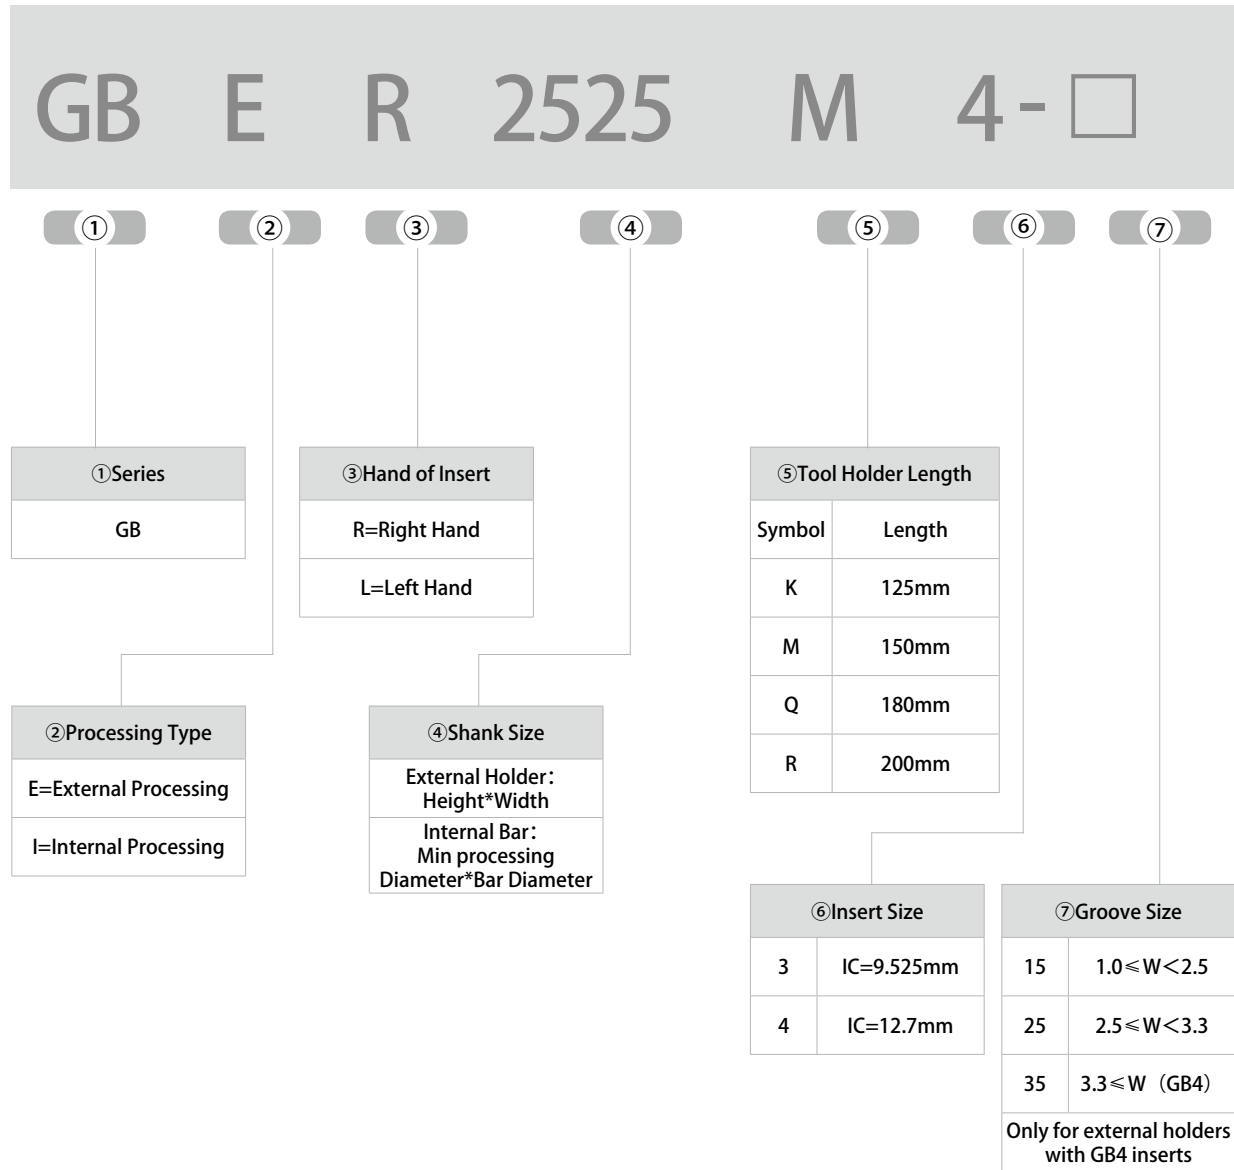 GB E R 2525 M 4-□
① ② ③ ④ ⑤ ⑥ ⑦
①Series
GB
③Hand of Insert
R=Right Hand
L=Left Hand
⑤Tool Holder Length
Symbol Length
K 125mm
M 150mm
Q 180mm
R 200mm
②Processing Type
E=External Processing
I=Internal Processing
④Shank Size
External Holder：
Height*Width
Internal Bar：
Min processing
Diameter*Bar Diameter
⑥Insert Size
3 IC=9.525mm
4 IC=12.7mm
⑦Groove Size
15 1.0≤W＜2.5
25 2.5≤W＜3.3
35 3.3≤W（GB4）
Only for external holders
with GB4 inserts